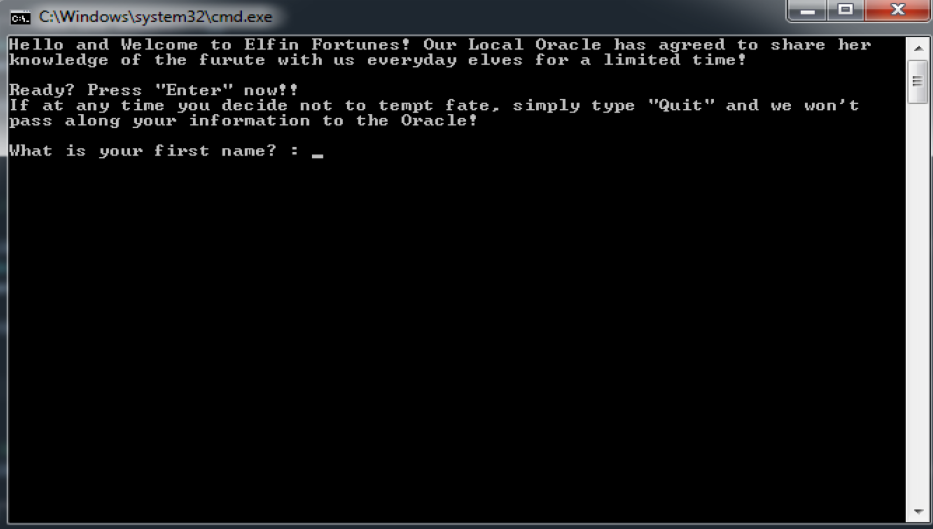 C:\Windows\system32\cmd.exe
Hello and Welcome to Elfin Fortunes! Our Local Oracle has agreed to share her
knowledge of the furute with us everyday elves for a limited time!
Ready? Press "Enter" now!!
If at any time you decide not to tempt fate, simply type "Quit" and we won't
pass along your information to the Oracle!
What is your first name? : _